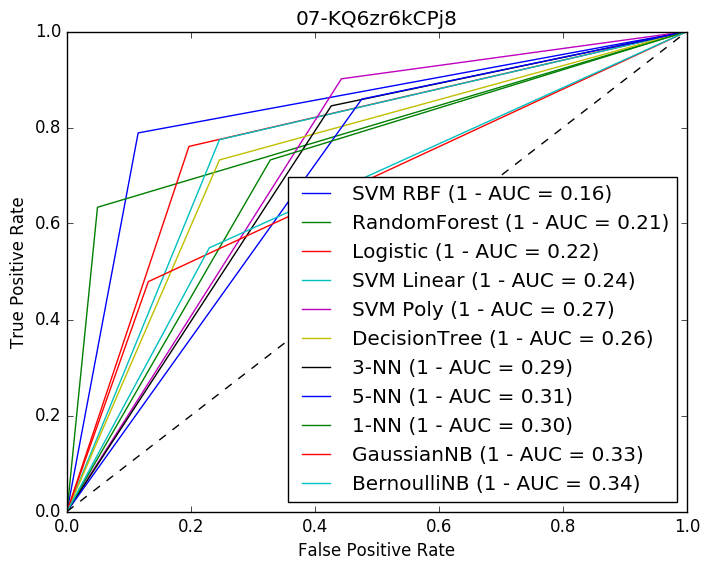 07-KQ6zr6kCPj8
1.0
0.8
0.6
0.4
0.2
0.0
True Positive Rate
SVM RBF (1 - AUC = 0.16)
RandomForest (1 - AUC = 0.21)
Logistic (1 - AUC = 0.22)
SVM Linear (1 - AUC = 0.24)
SVM Poly (1 - AUC = 0.27)
DecisionTree (1 - AUC = 0.26)
3-NN (1 - AUC = 0.29)
5-NN (1 - AUC = 0.31)
1-NN (1 - AUC = 0.30)
GaussianNB (1 - AUC = 0.33)
BernoulliNB (1 - AUC = 0.34)
0.0 0.2 0.4 0.6 0.8 1.0
False Positive Rate